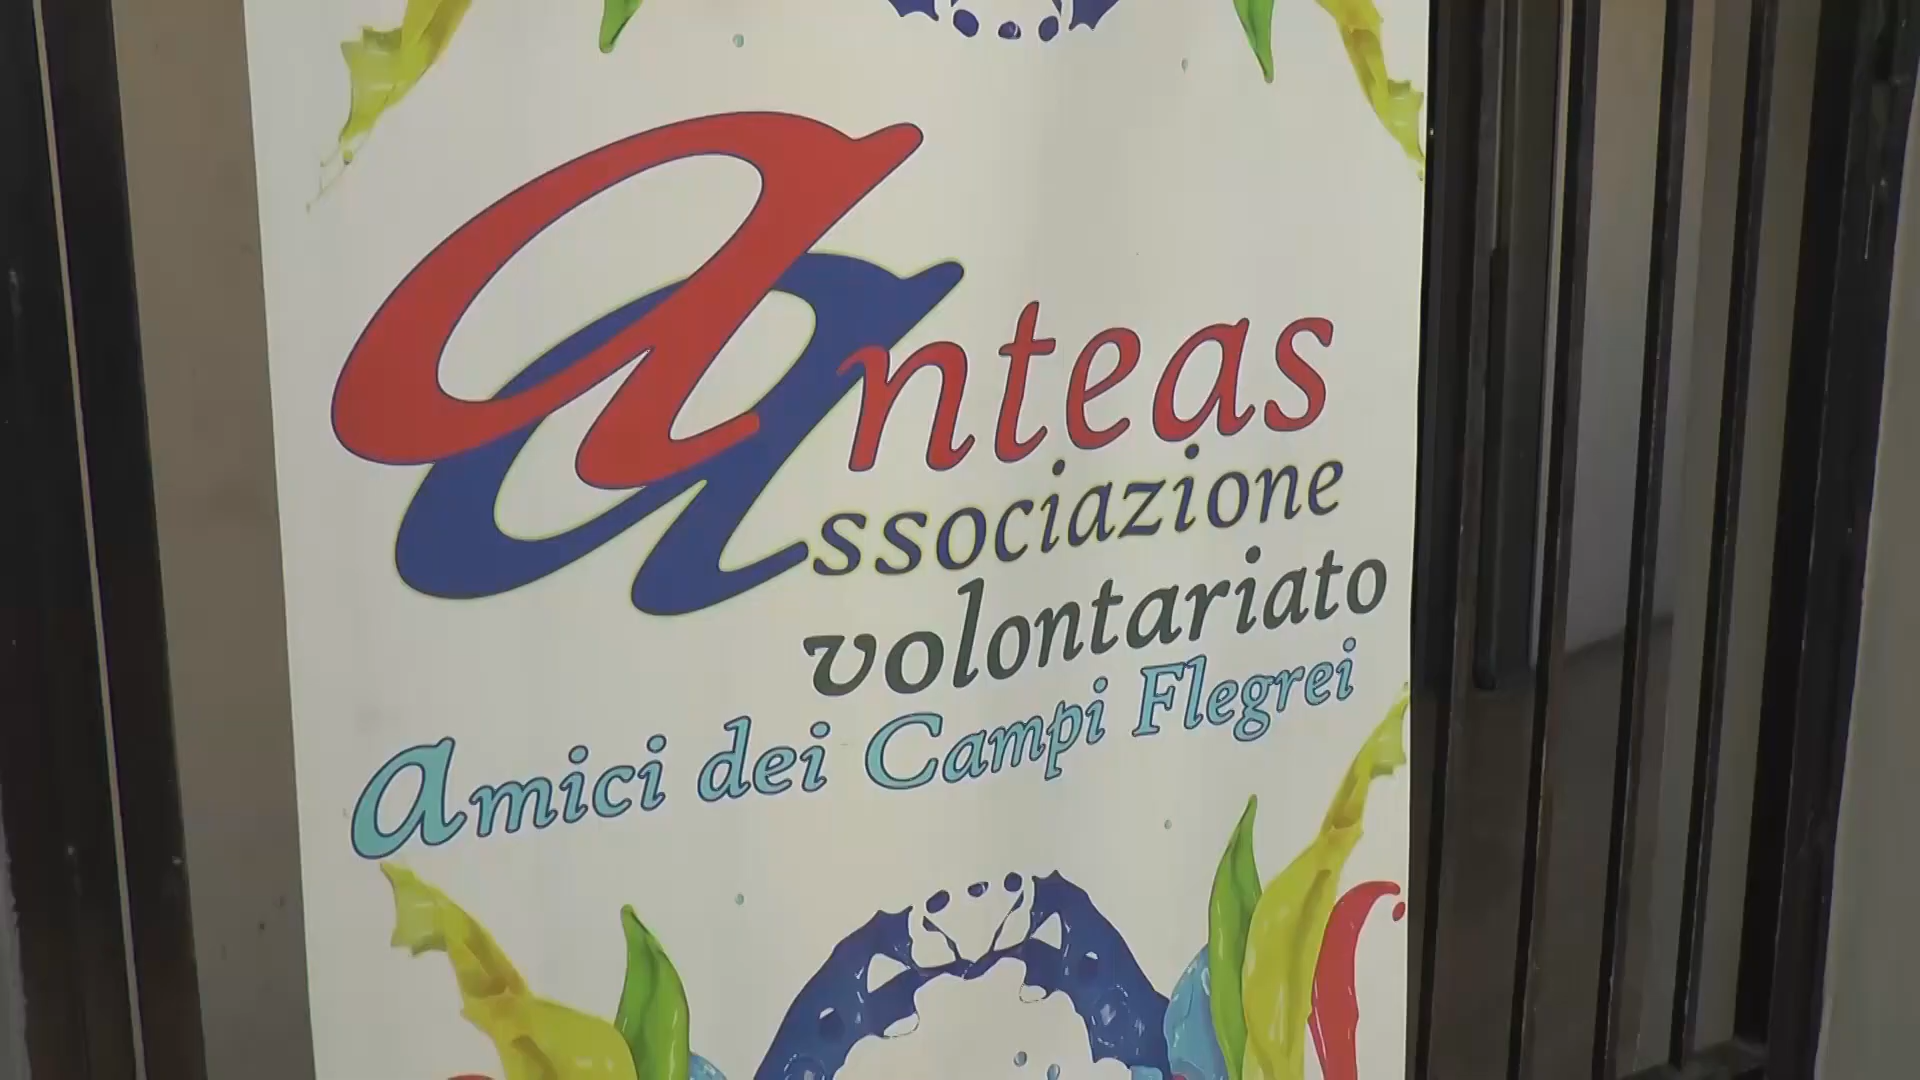 anteas
associazione
volontariato
amici dei Campi Flegrei